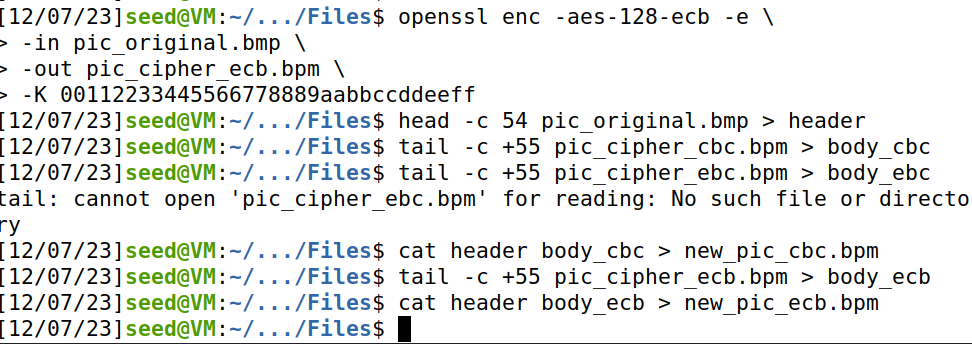 [12/07/23]seed@VM:~/.../Files$ openssl enc -aes-128-ecb -e \
> -in pic_original.bmp \
> -out pic_cipher_ecb.bpm \
> -K 00112233445566778889aabbccddeeff
[12/07/23]seed@VM:~/.../Files$ head -c 54 pic_original.bmp > header
[12/07/23]seed@VM:~/.../Files$ tail -c +55 pic_cipher_cbc.bpm > body_cbc
[12/07/23]seed@VM:~/.../Files$ tail -c +55 pic_cipher_ebc.bpm > body_ebc
tail: cannot open 'pic_cipher_ebc.bpm' for reading: No such file or directo
ry
[12/07/23]seed@VM:~/.../Files$ cat header body_cbc > new_pic_cbc.bpm
[12/07/23]seed@VM:~/.../Files$ tail -c +55 pic_cipher_ecb.bpm > body_ecb
[12/07/23]seed@VM:~/.../Files$ cat header body_ecb > new_pic_ecb.bpm
[12/07/23]seed@VM:~/.../Files$